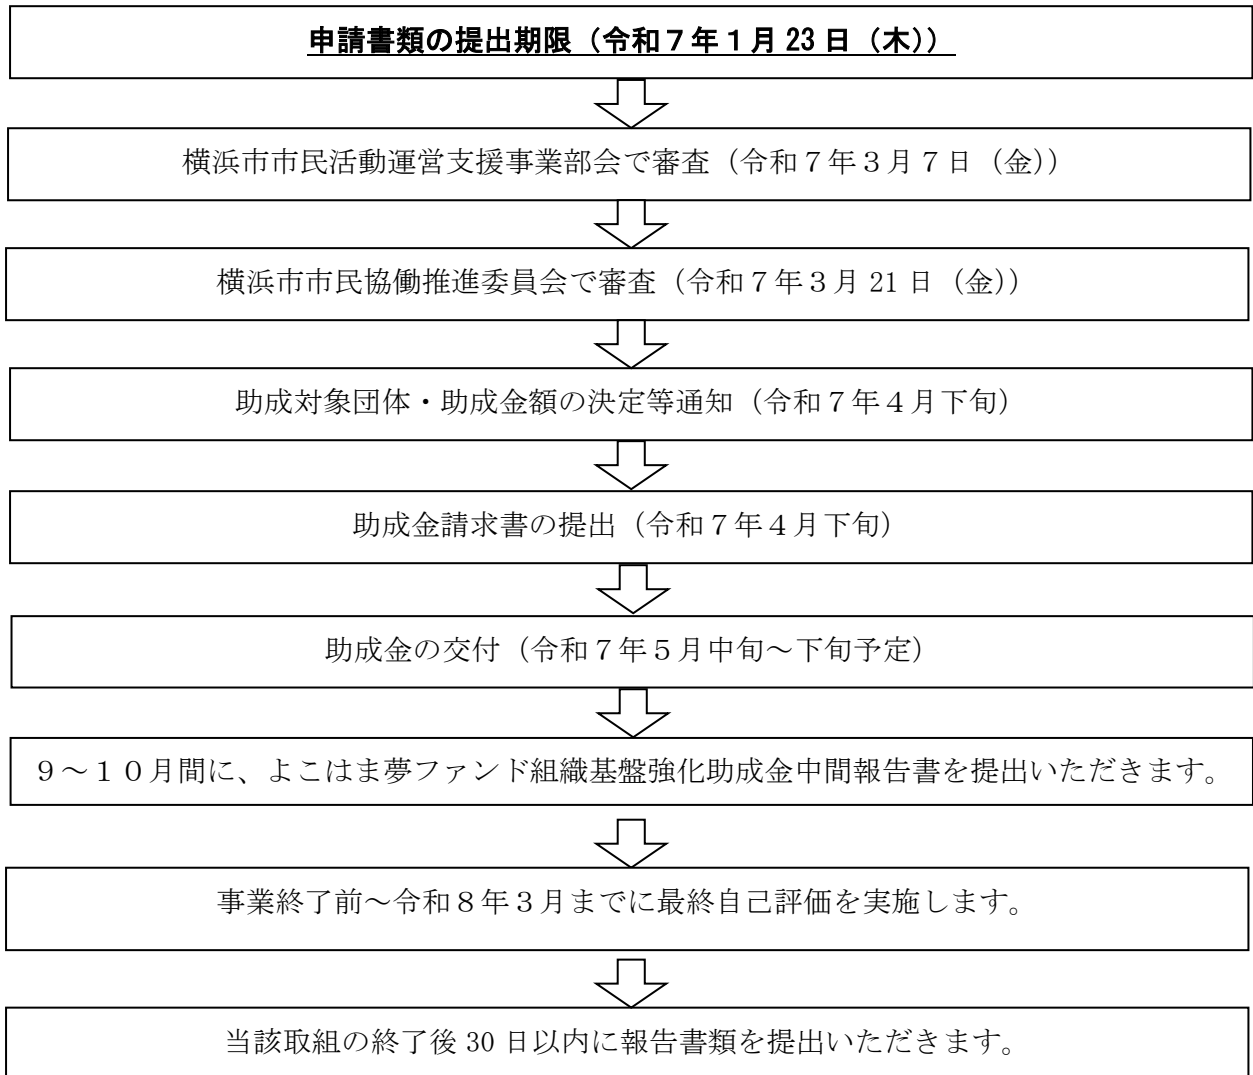 申請書類の提出期限（令和７年１月 23 日（木））
横浜市市民活動運営支援事業部会で審査（令和７年３月７日（金））
横浜市市民協働推進委員会で審査（令和７年３月 21 日（金））
助成対象団体・助成金額の決定等通知（令和７年４月下旬）
助成金請求書の提出（令和７年４月下旬）
助成金の交付（令和７年５月中旬～下旬予定）
９～１０月間に、よこはま夢ファンド組織基盤強化助成金中間報告書を提出いただきます。
事業終了前～令和８年３月までに最終自己評価を実施します。
当該取組の終了後 30 日以内に報告書類を提出いただきます。